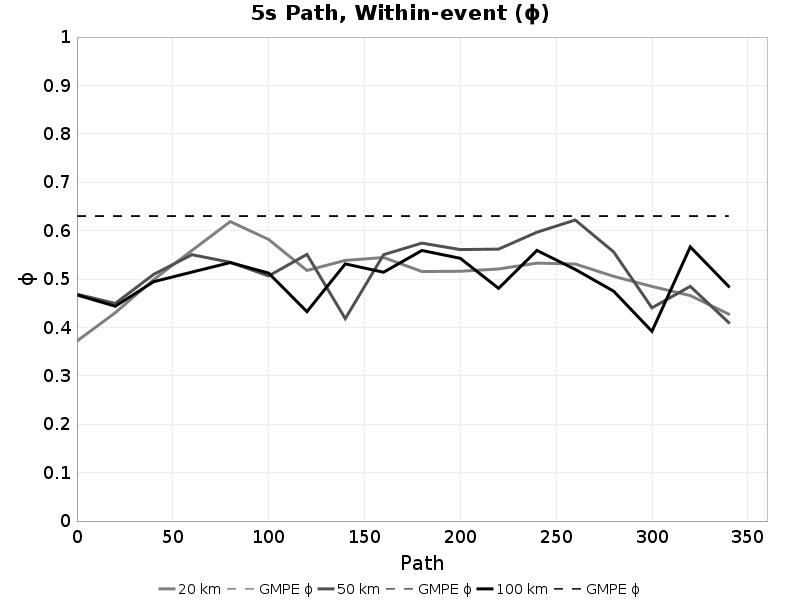 5s Path, Within-event (ϕ)
1
0.9
0.8
0.7
0.6
0.5
0.4
0.3
0.2
0.1
0
ϕ
0 50 100 150 200 250 300 350
Path
20 km GMPE ϕ 50 km GMPE ϕ 100 km GMPE ϕ